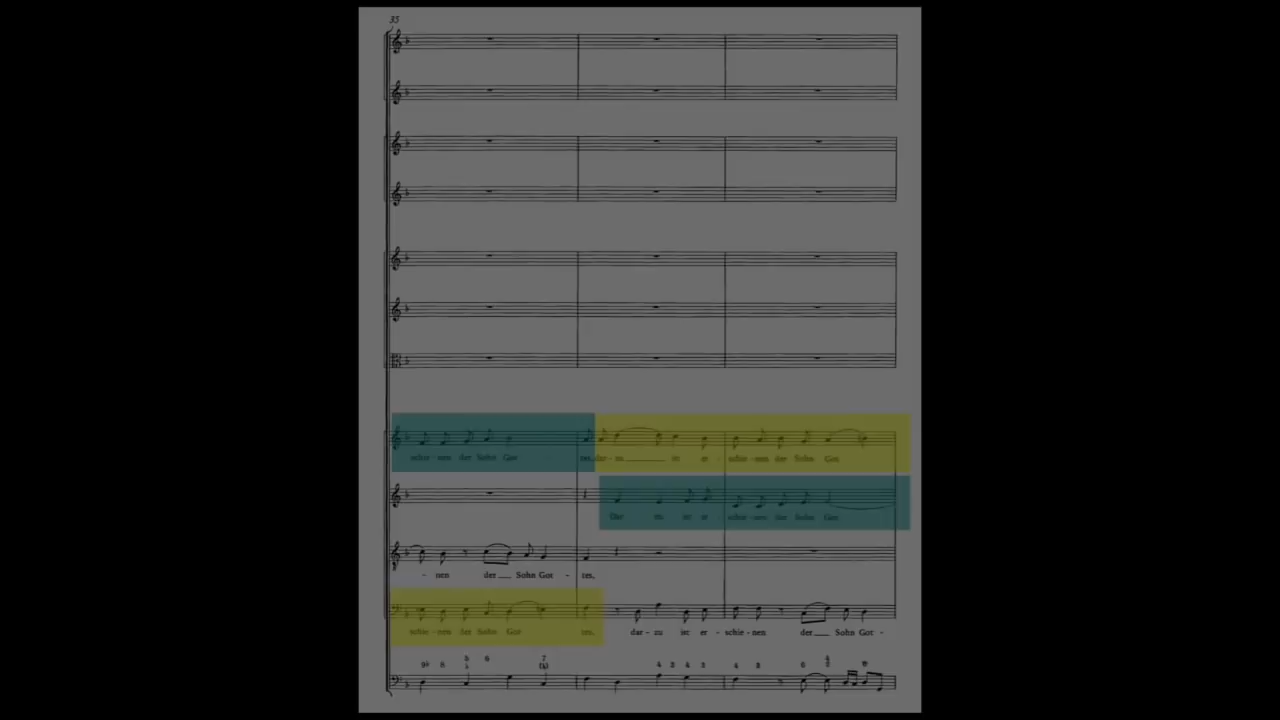 35
schie - nen der Sohn Got tes, dar - zu ist er - schie - nen der Sohn Got
Dar zu ist er - schie - nen der Sohn Got
- nen der Sohn Got - tes,
schie - nen der Sohn Got tes, dar - zu ist er - schie - nen der Sohn Got -